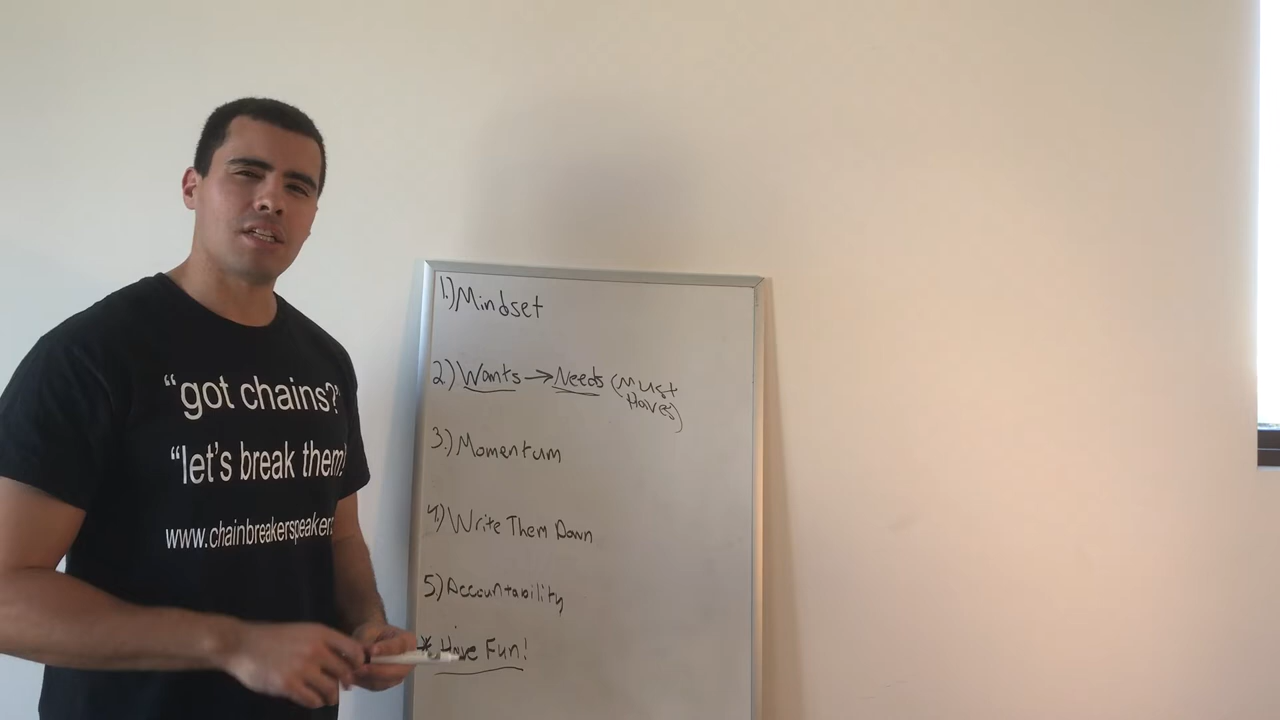 “got chains?”
“let’s break them!
www.chainbreakerspeaker.
1.) Mindset
2.) Wants → Needs (Must
Haves)
3.) Momentum
4.) Write Them Down
5.) Accountability
* Have Fun!